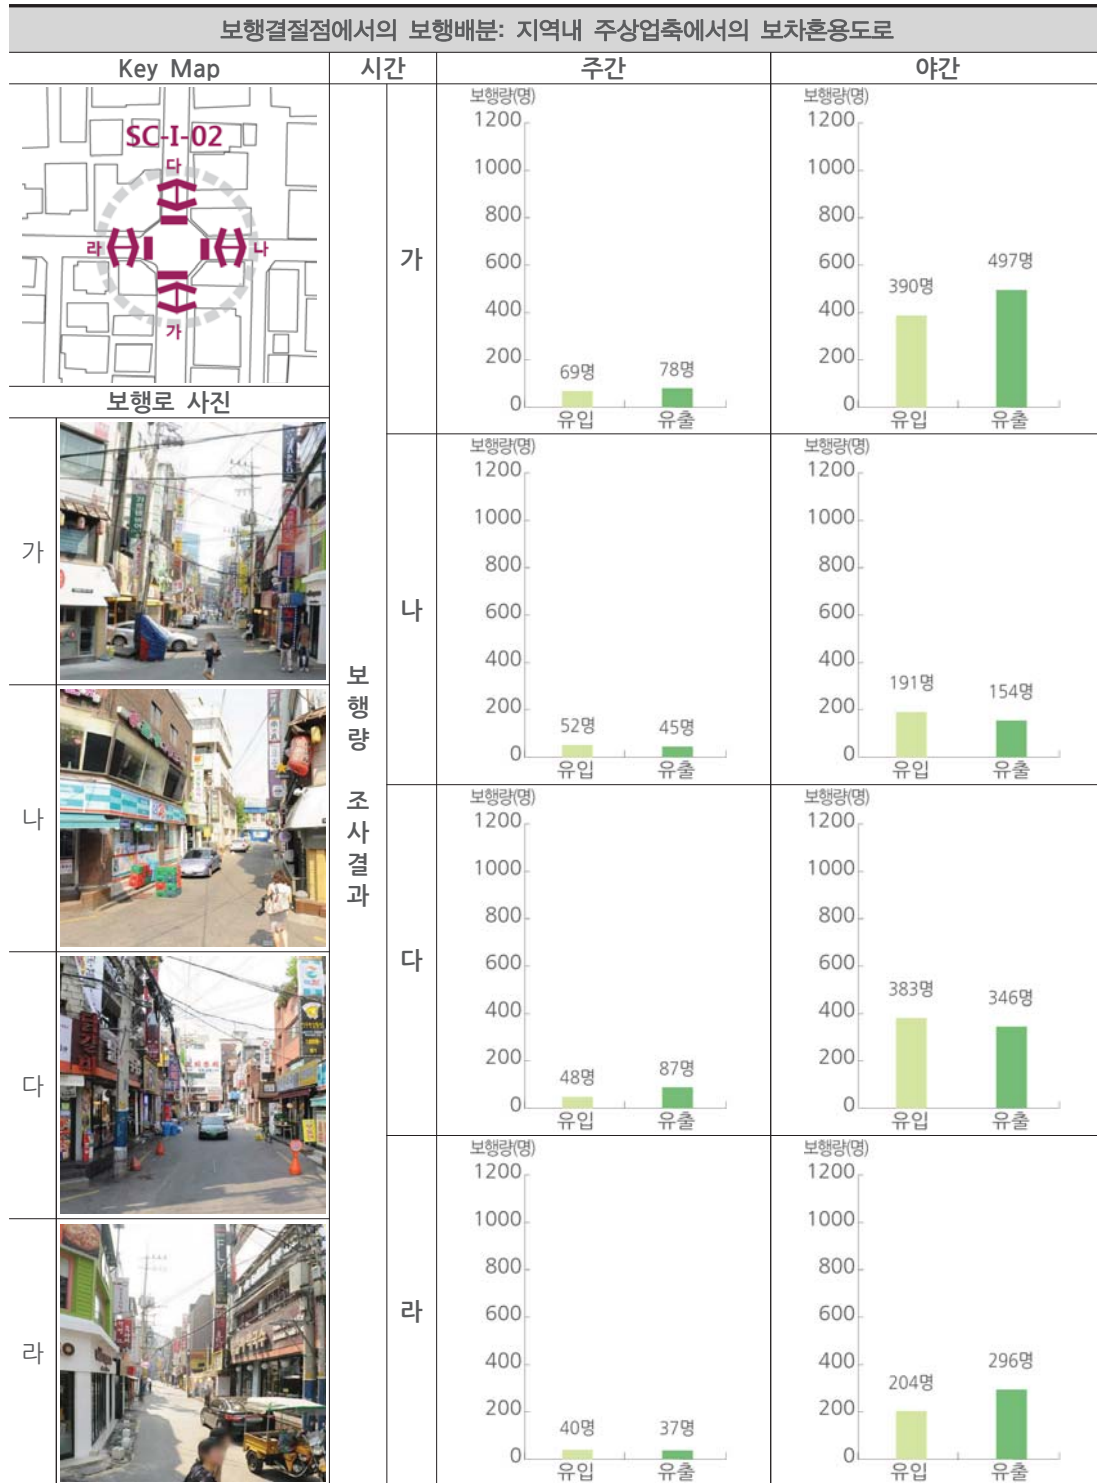 보행결절점에서의 보행배분: 지역내 주상업축에서의 보차혼용도로
Key Map
시간
주간
야간
SC-I-02
다
라
나
가
보행로 사진
가
나
다
라
보행량 조사결과
가
보행량(명)
1200
1000
800
600
400
200
0
69명
78명
유입
유출
보행량(명)
1200
1000
800
600
400
200
0
390명
497명
유입
유출
나
보행량(명)
1200
1000
800
600
400
200
0
52명
45명
유입
유출
보행량(명)
1200
1000
800
600
400
200
0
191명
154명
유입
유출
다
보행량(명)
1200
1000
800
600
400
200
0
48명
87명
유입
유출
보행량(명)
1200
1000
800
600
400
200
0
383명
346명
유입
유출
라
보행량(명)
1200
1000
800
600
400
200
0
40명
37명
유입
유출
보행량(명)
1200
1000
800
600
400
200
0
204명
296명
유입
유출
FLY